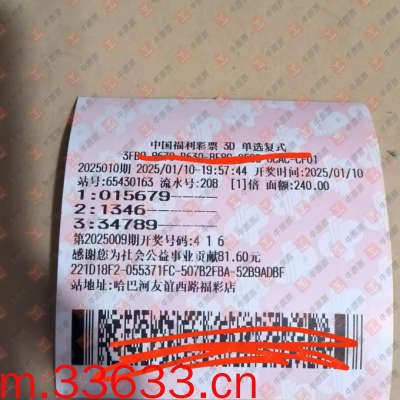 中国福利彩票 3D 单选复式
2025010期 2025/01/10-19:57:44 开奖时间:2025/01/10
站号:65430163 流水号:208 [1]倍 面额:240.00
1:015679----
2:1346----
3:34789----
第2025009期开奖号码:4 1 6
感谢您为社会公益事业贡献81.60元
221D18F2-055371FC-507B2FBA-52B9ADBF
站地址:哈巴河友谊西路福彩店
m.33633.cn